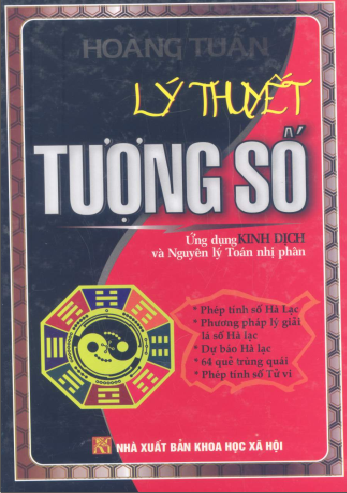 HOÀNG TUẤN
LÝ THUYẾT
TƯỢNG SỐ
Ứng dụng KINH DỊCH
và Nguyên lý Toán nhị phân
* Phép tính số Hà Lạc
* Phương pháp lý giải
lá số Hà lạc
* Dự báo Hà lạc
* 64 quẻ trùng quái
* Phép tính số Tử vi
NHÀ XUẤT BẢN KHOA HỌC XÃ HỘI